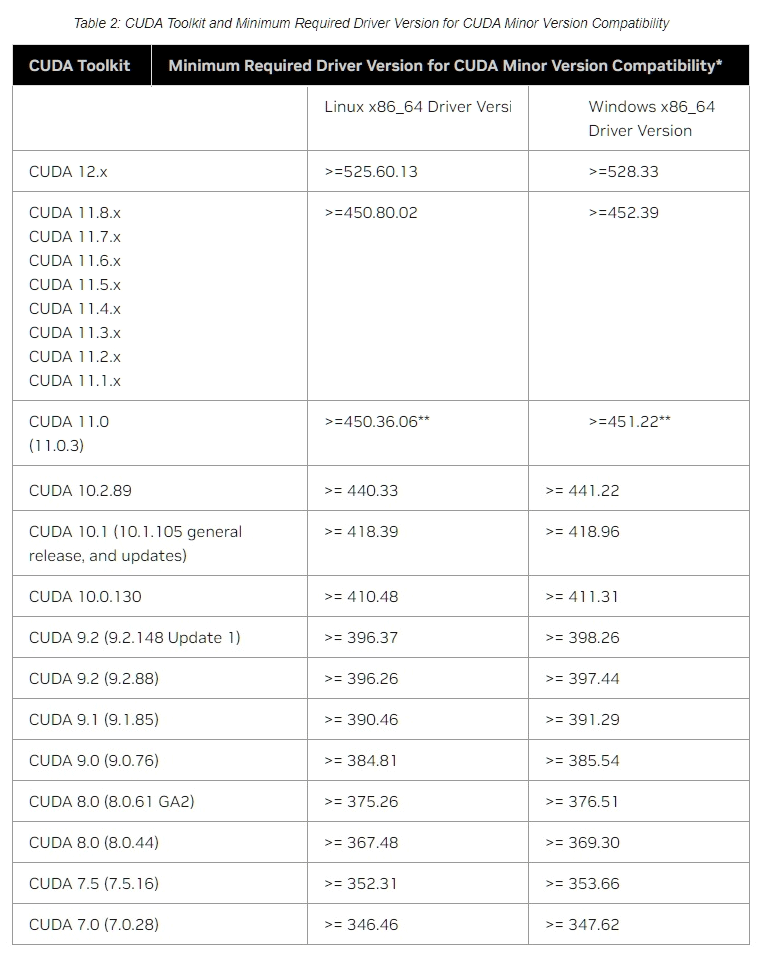 Table 2: CUDA Toolkit and Minimum Required Driver Version for CUDA Minor Version Compatibility
CUDA Toolkit Minimum Required Driver Version for CUDA Minor Version Compatibility*
Linux x86_64 Driver Versi Windows x86_64
Driver Version
CUDA 12.x >=525.60.13 >=528.33
CUDA 11.8.x >=450.80.02 >=452.39
CUDA 11.7.x
CUDA 11.6.x
CUDA 11.5.x
CUDA 11.4.x
CUDA 11.3.x
CUDA 11.2.x
CUDA 11.1.x
CUDA 11.0 >=450.36.06** >=451.22**
(11.0.3)
CUDA 10.2.89 >= 440.33 >= 441.22
CUDA 10.1 (10.1.105 general >= 418.39 >= 418.96
release, and updates)
CUDA 10.0.130 >= 410.48 >= 411.31
CUDA 9.2 (9.2.148 Update 1) >= 396.37 >= 398.26
CUDA 9.2 (9.2.88) >= 396.26 >= 397.44
CUDA 9.1 (9.1.85) >= 390.46 >= 391.29
CUDA 9.0 (9.0.76) >= 384.81 >= 385.54
CUDA 8.0 (8.0.61 GA2) >= 375.26 >= 376.51
CUDA 8.0 (8.0.44) >= 367.48 >= 369.30
CUDA 7.5 (7.5.16) >= 352.31 >= 353.66
CUDA 7.0 (7.0.28) >= 346.46 >= 347.62